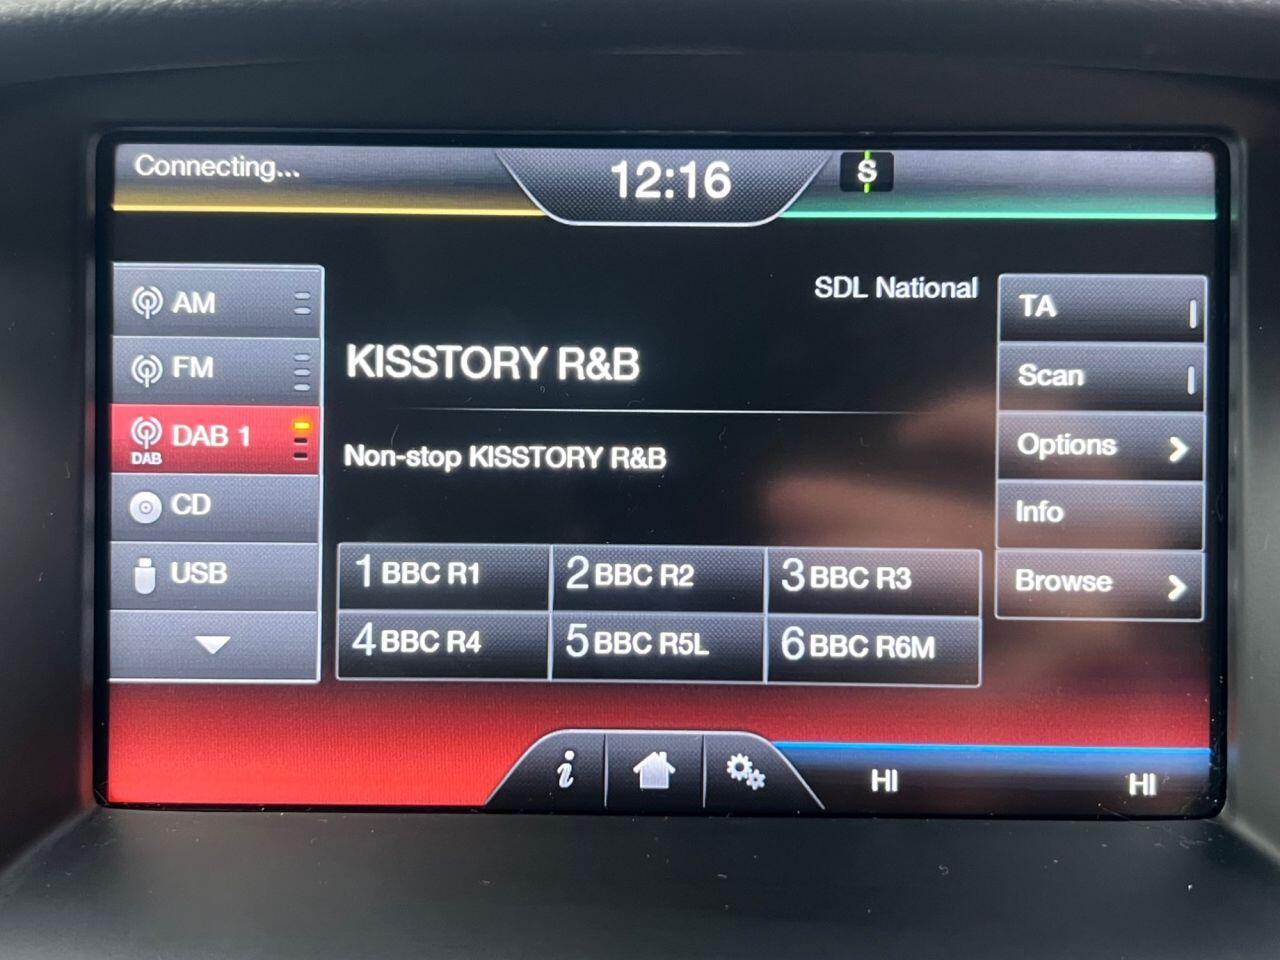 Connecting...
12:16
S
SDL National
AM
FM
DAB 1
DAB
CD
USB
KISSTORY R&B
Non-stop KISSTORY R&B
1 BBC R1
2 BBC R2
3 BBC R3
4 BBC R4
5 BBC R5L
6 BBC R6M
TA
Scan
Options
Info
Browse
i
HI
HI